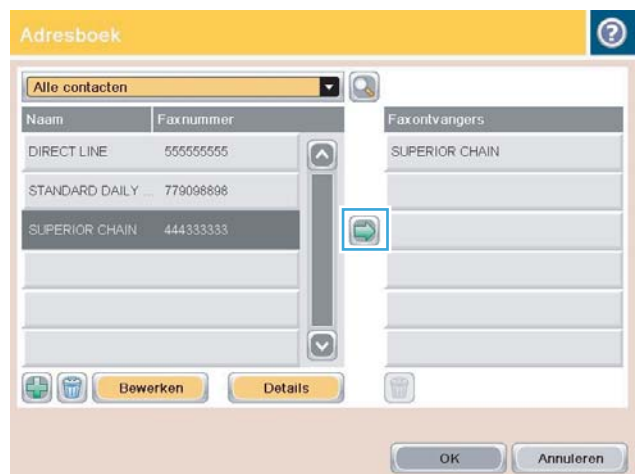 Adresboek
Alle contacten
Naam Faxnummer Faxontvangers
DIRECT LINE 555555555 SUPERIOR CHAIN
STANDARD DAILY ... 779098898
SUPERIOR CHAIN 444333333
Bewerken Details
OK Annuleren